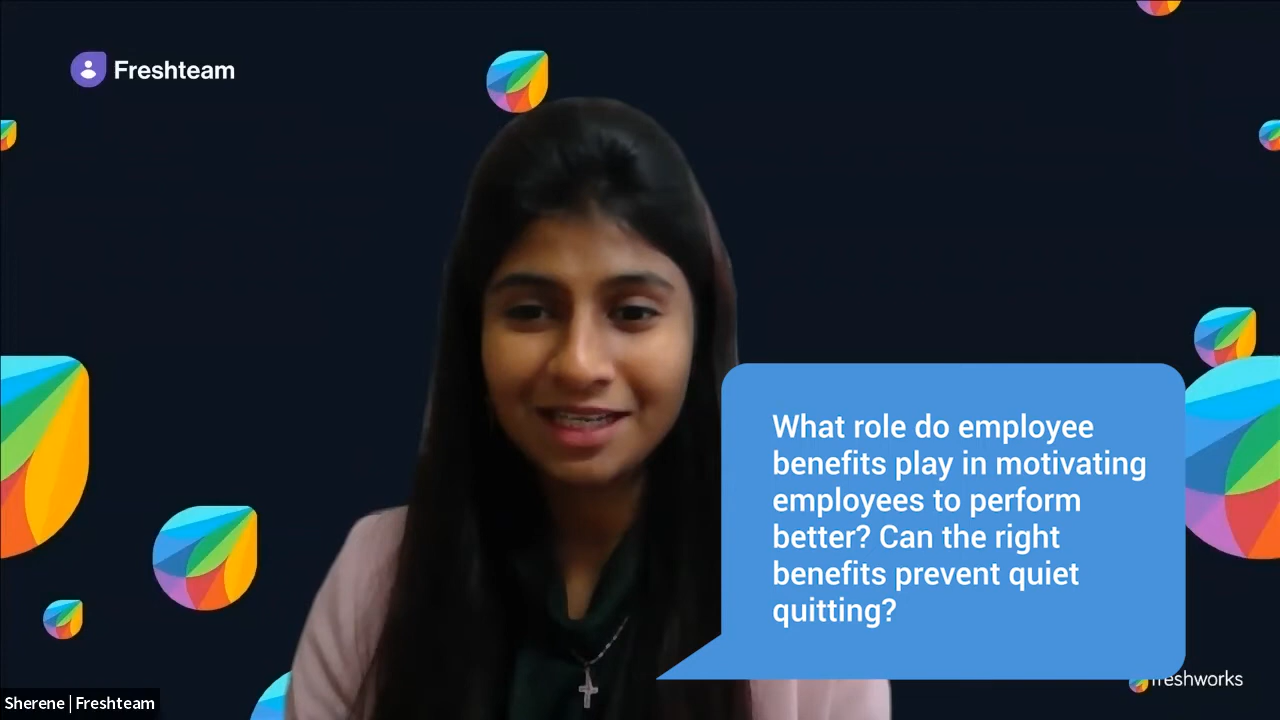 Freshteam
What role do employee
benefits play in motivating
employees to perform
better? Can the right
benefits prevent quiet
quitting?
freshworks
Sherene | Freshteam